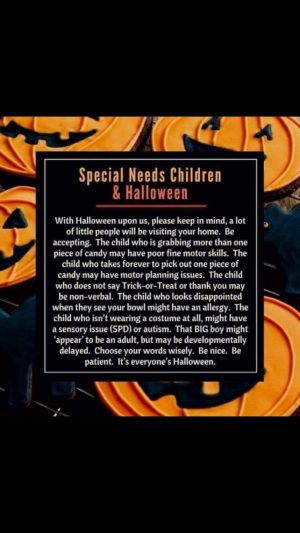 Special Needs Children
& Halloween
With Halloween upon us, please keep in mind, a lot
of little people will be visiting your home. Be
accepting. The child who is grabbing more than one
piece of candy may have poor fine motor skills. The
child who takes forever to pick out one piece of
candy may have motor planning issues. The child
who does not say Trick-or-Treat or thank you may
be non-verbal. The child who looks disappointed
when they see your bowl might have an allergy. The
child who isn't wearing a costume at all, might have
a sensory issue (SPD) or autism. That BIG boy might
'appear' to be an adult, but may be developmentally
delayed. Choose your words wisely. Be nice. Be
patient. It's everyone's Halloween.